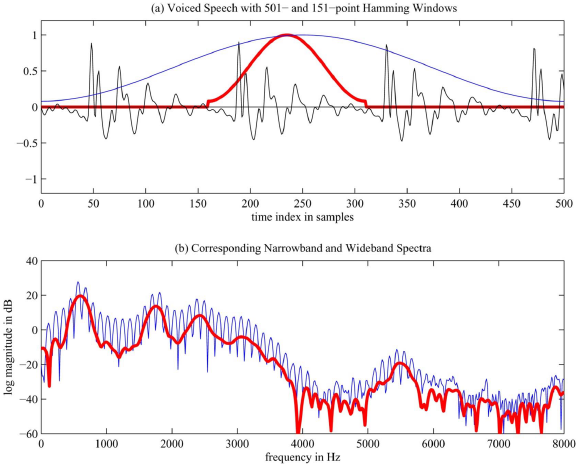 (a) Voiced Speech with 501− and 151−point Hamming Windows
1
0.5
0
−0.5
−1
0 50 100 150 200 250 300 350 400 450 500
time index in samples
(b) Corresponding Narrowband and Wideband Spectra
log magnitude in dB
40
20
0
−20
−40
−60
0 1000 2000 3000 4000 5000 6000 7000 8000
frequency in Hz